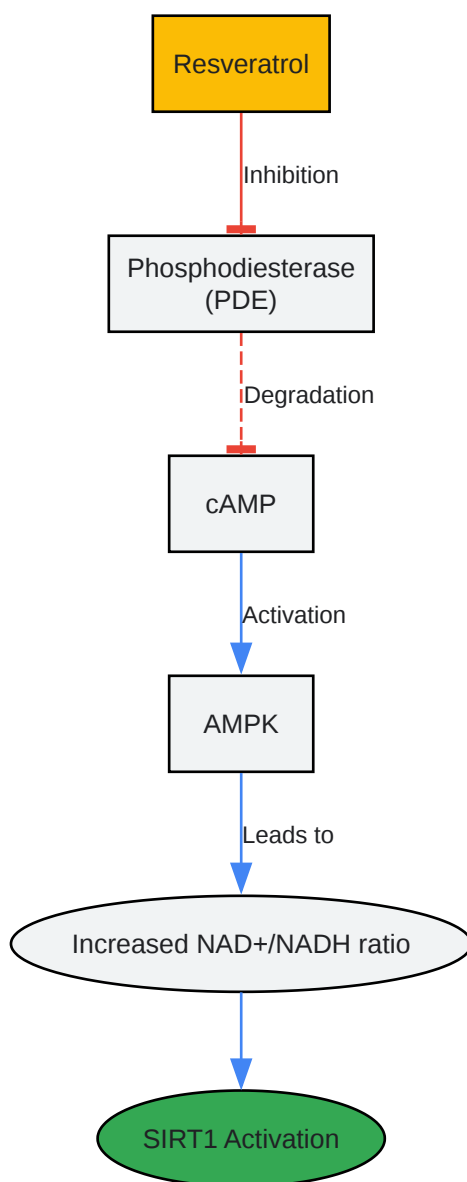 Resveratrol
Inhibition
Phosphodiesterase
(PDE)
Degradation
cAMP
Activation
AMPK
Leads to
Increased NAD+/NADH ratio
SIRT1 Activation